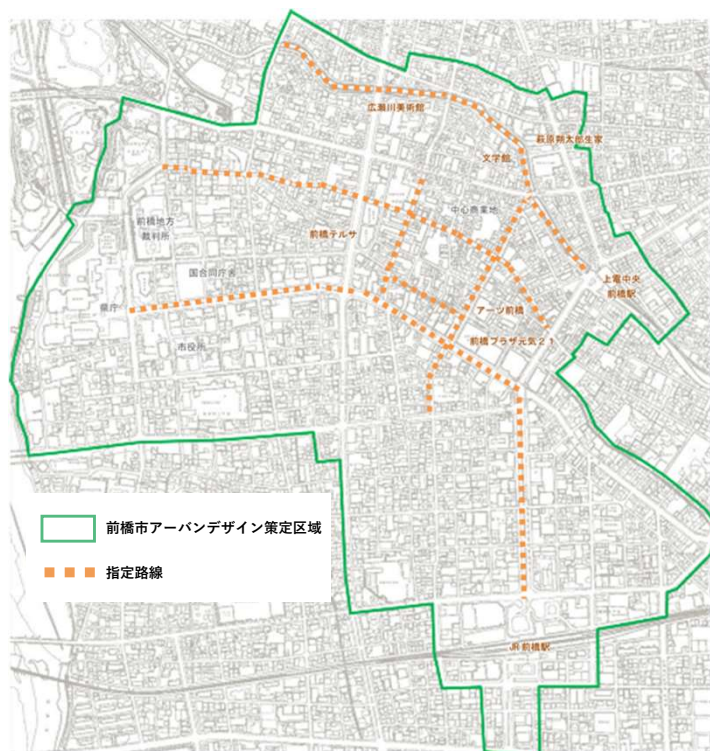 広瀬川美術館
萩原朔太郎生家
文学館
中心商業地
前橋地方
裁判所
前橋テルサ
国合同庁舎
上電中央
前橋駅
県庁
アーツ前橋
市役所
前橋プラザ元気21
前橋市アーバンデザイン策定区域
指定路線
JR前橋駅